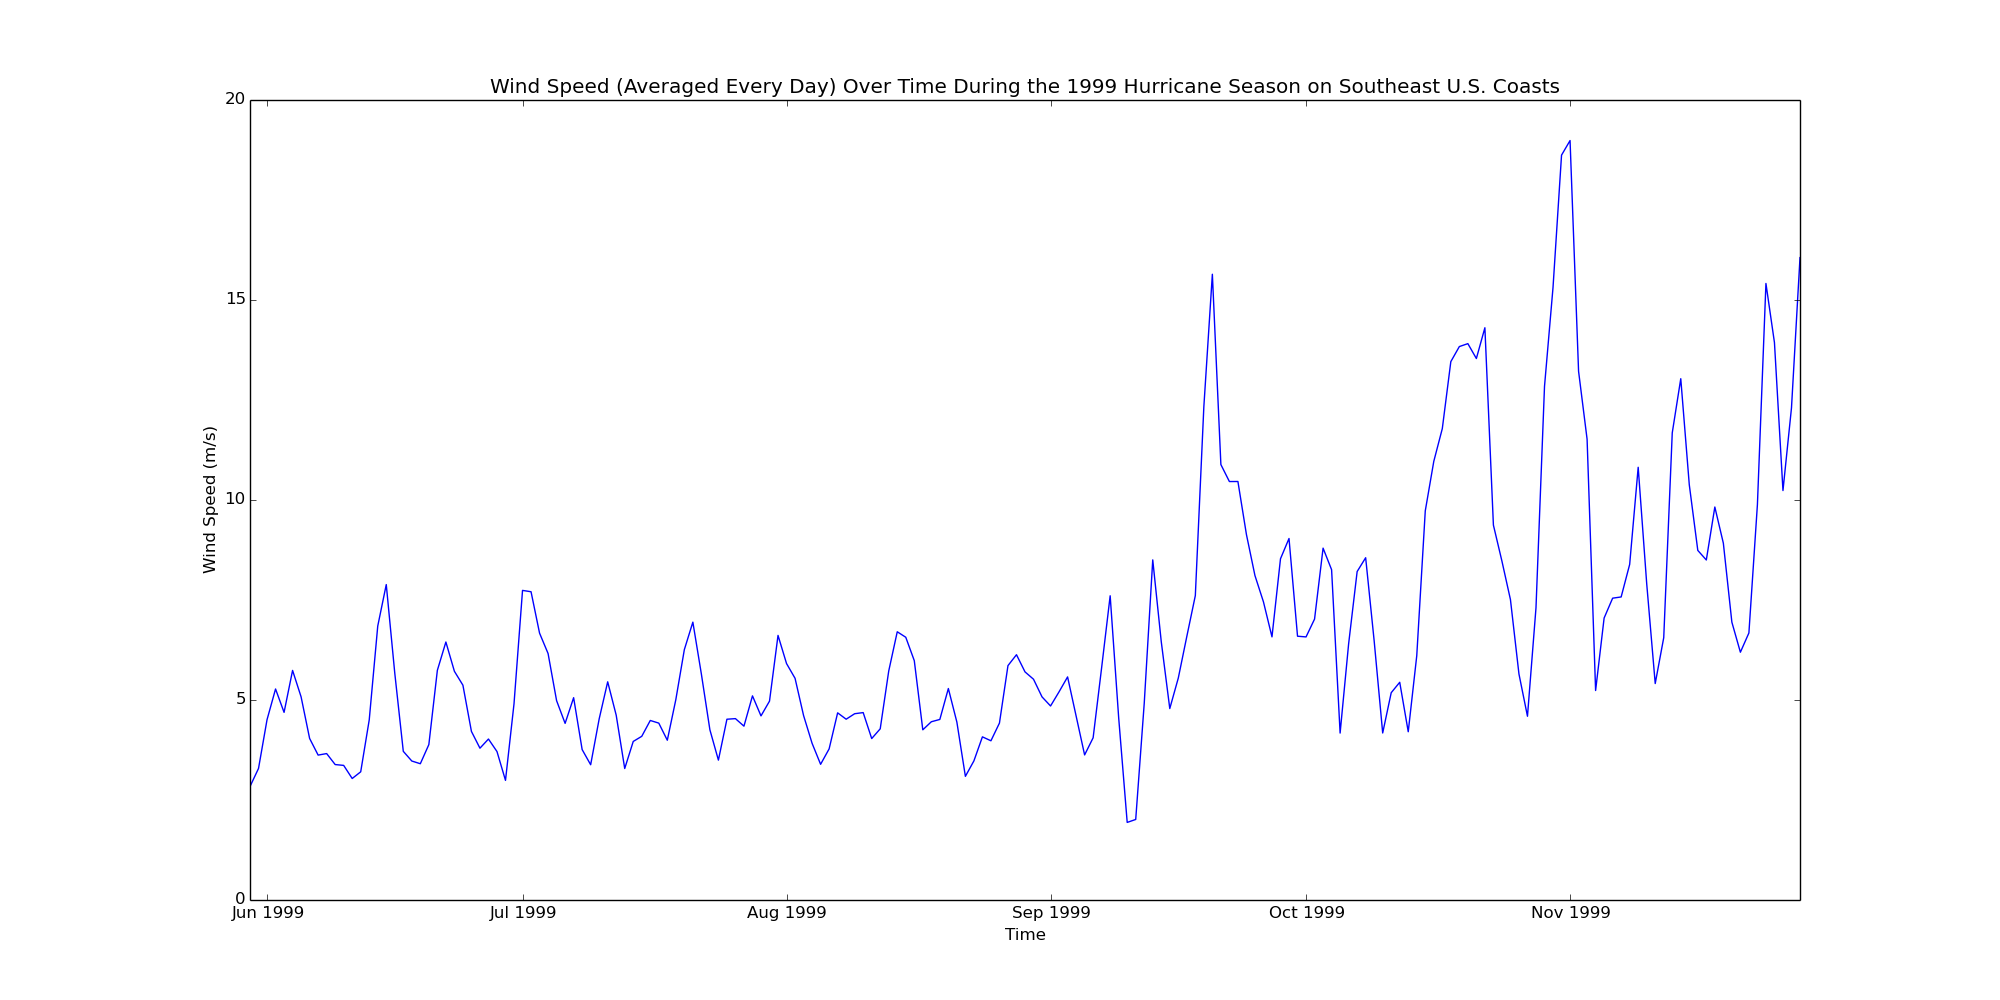 Wind Speed (Averaged Every Day) Over Time During the 1999 Hurricane Season on Southeast U.S. Coasts
20
15
10
5
0
Wind Speed (m/s)
Jun 1999 Jul 1999 Aug 1999 Sep 1999 Oct 1999 Nov 1999
Time